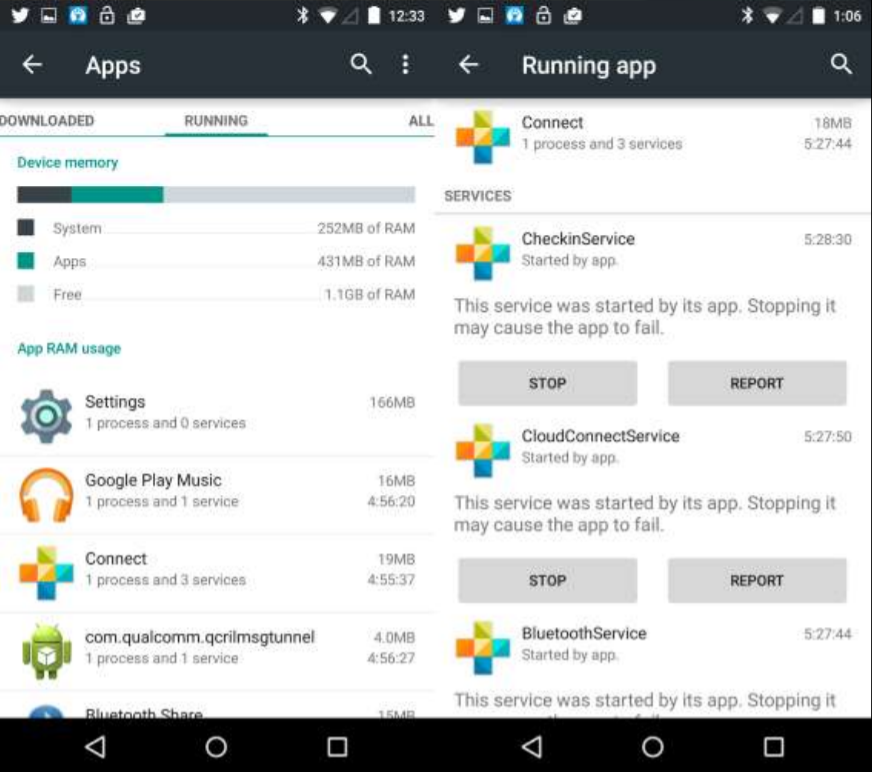 12:33
Apps
DOWNLOADED RUNNING ALL
Device memory
System 252MB of RAM
Apps 431MB of RAM
Free 1.1GB of RAM
App RAM usage
Settings 166MB
1 process and 0 services
Google Play Music 16MB
1 process and 1 service 4:56:20
Connect 19MB
1 process and 3 services 4:55:37
com.qualcomm.qcrilmsgtunnel 4.0MB
1 process and 1 service 4:56:27
Bluetooth Share 15MB
1:06
Running app
Connect 18MB
1 process and 3 services 5:27:44
SERVICES
CheckinService 5:28:30
Started by app.
This service was started by its app. Stopping it
may cause the app to fail.
STOP REPORT
CloudConnectService 5:27:50
Started by app.
This service was started by its app. Stopping it
may cause the app to fail.
STOP REPORT
BluetoothService 5:27:44
Started by app.
This service was started by its app. Stopping it